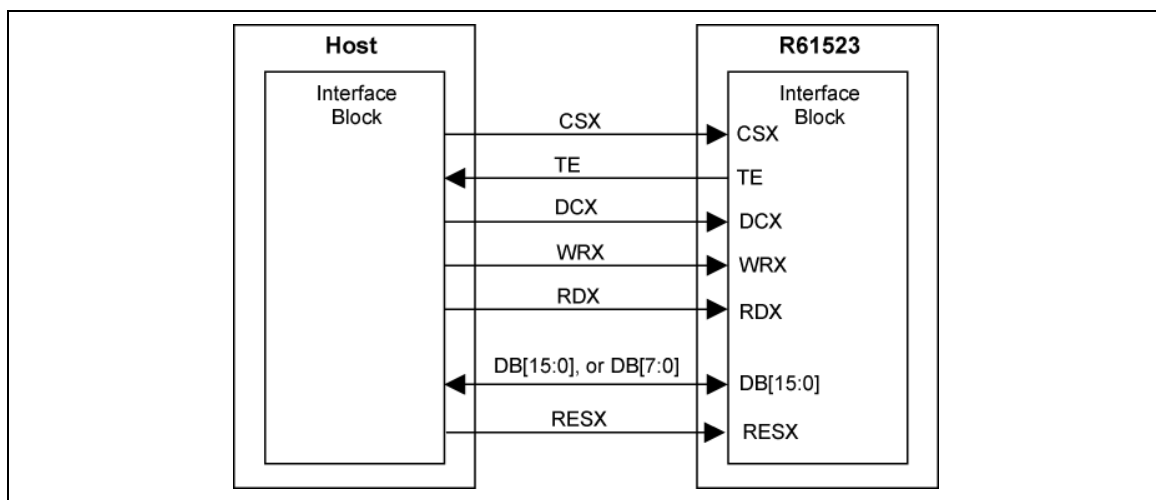 Host
Interface
Block
R61523
Interface
Block
CSX
CSX
TE
TE
DCX
DCX
WRX
WRX
RDX
RDX
DB[15:0], or DB[7:0]
DB[15:0]
RESX
RESX